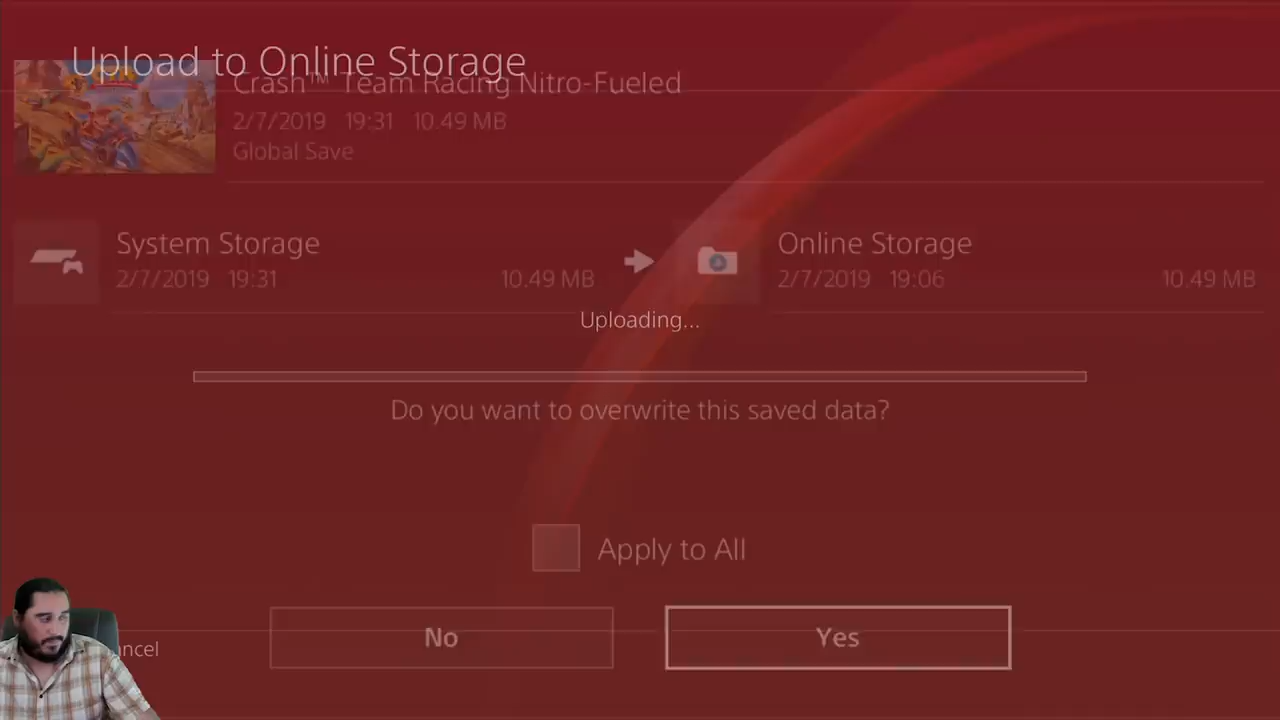 Upload to Online Storage
Crash™ Team Racing Nitro-Fueled
2/7/2019 19:31 10.49 MB
Global Save
System Storage
2/7/2019 19:31 10.49 MB
Online Storage
2/7/2019 19:06 10.49 MB
Uploading...
Do you want to overwrite this saved data?
Apply to All
No
Yes
ancel